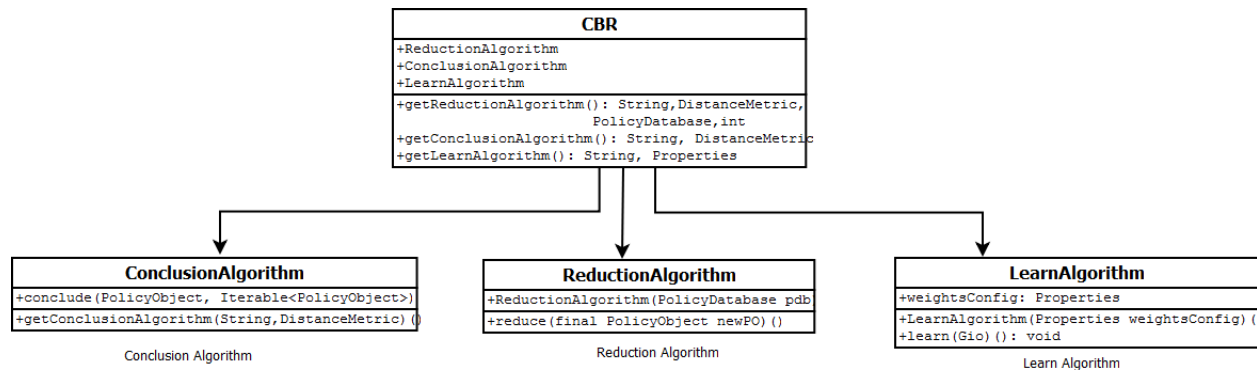 CBR
+ReductionAlgorithm
+ConclusionAlgorithm
+LearnAlgorithm
+getReductionAlgorithm(): String,DistanceMetric,
PolicyDatabase,int
+getConclusionAlgorithm(): String, DistanceMetric
+getLearnAlgorithm(): String, Properties
ConclusionAlgorithm
+conclude(PolicyObject, Iterable<PolicyObject>)
+getConclusionAlgorithm(String,DistanceMetric)()
Conclusion Algorithm
ReductionAlgorithm
+ReductionAlgorithm(PolicyDatabase pdb)
+reduce(final PolicyObject newPO)()
Reduction Algorithm
LearnAlgorithm
+weightsConfig: Properties
+LearnAlgorithm(Properties weightsConfig)(
+learn(Gio)(): void
Learn Algorithm